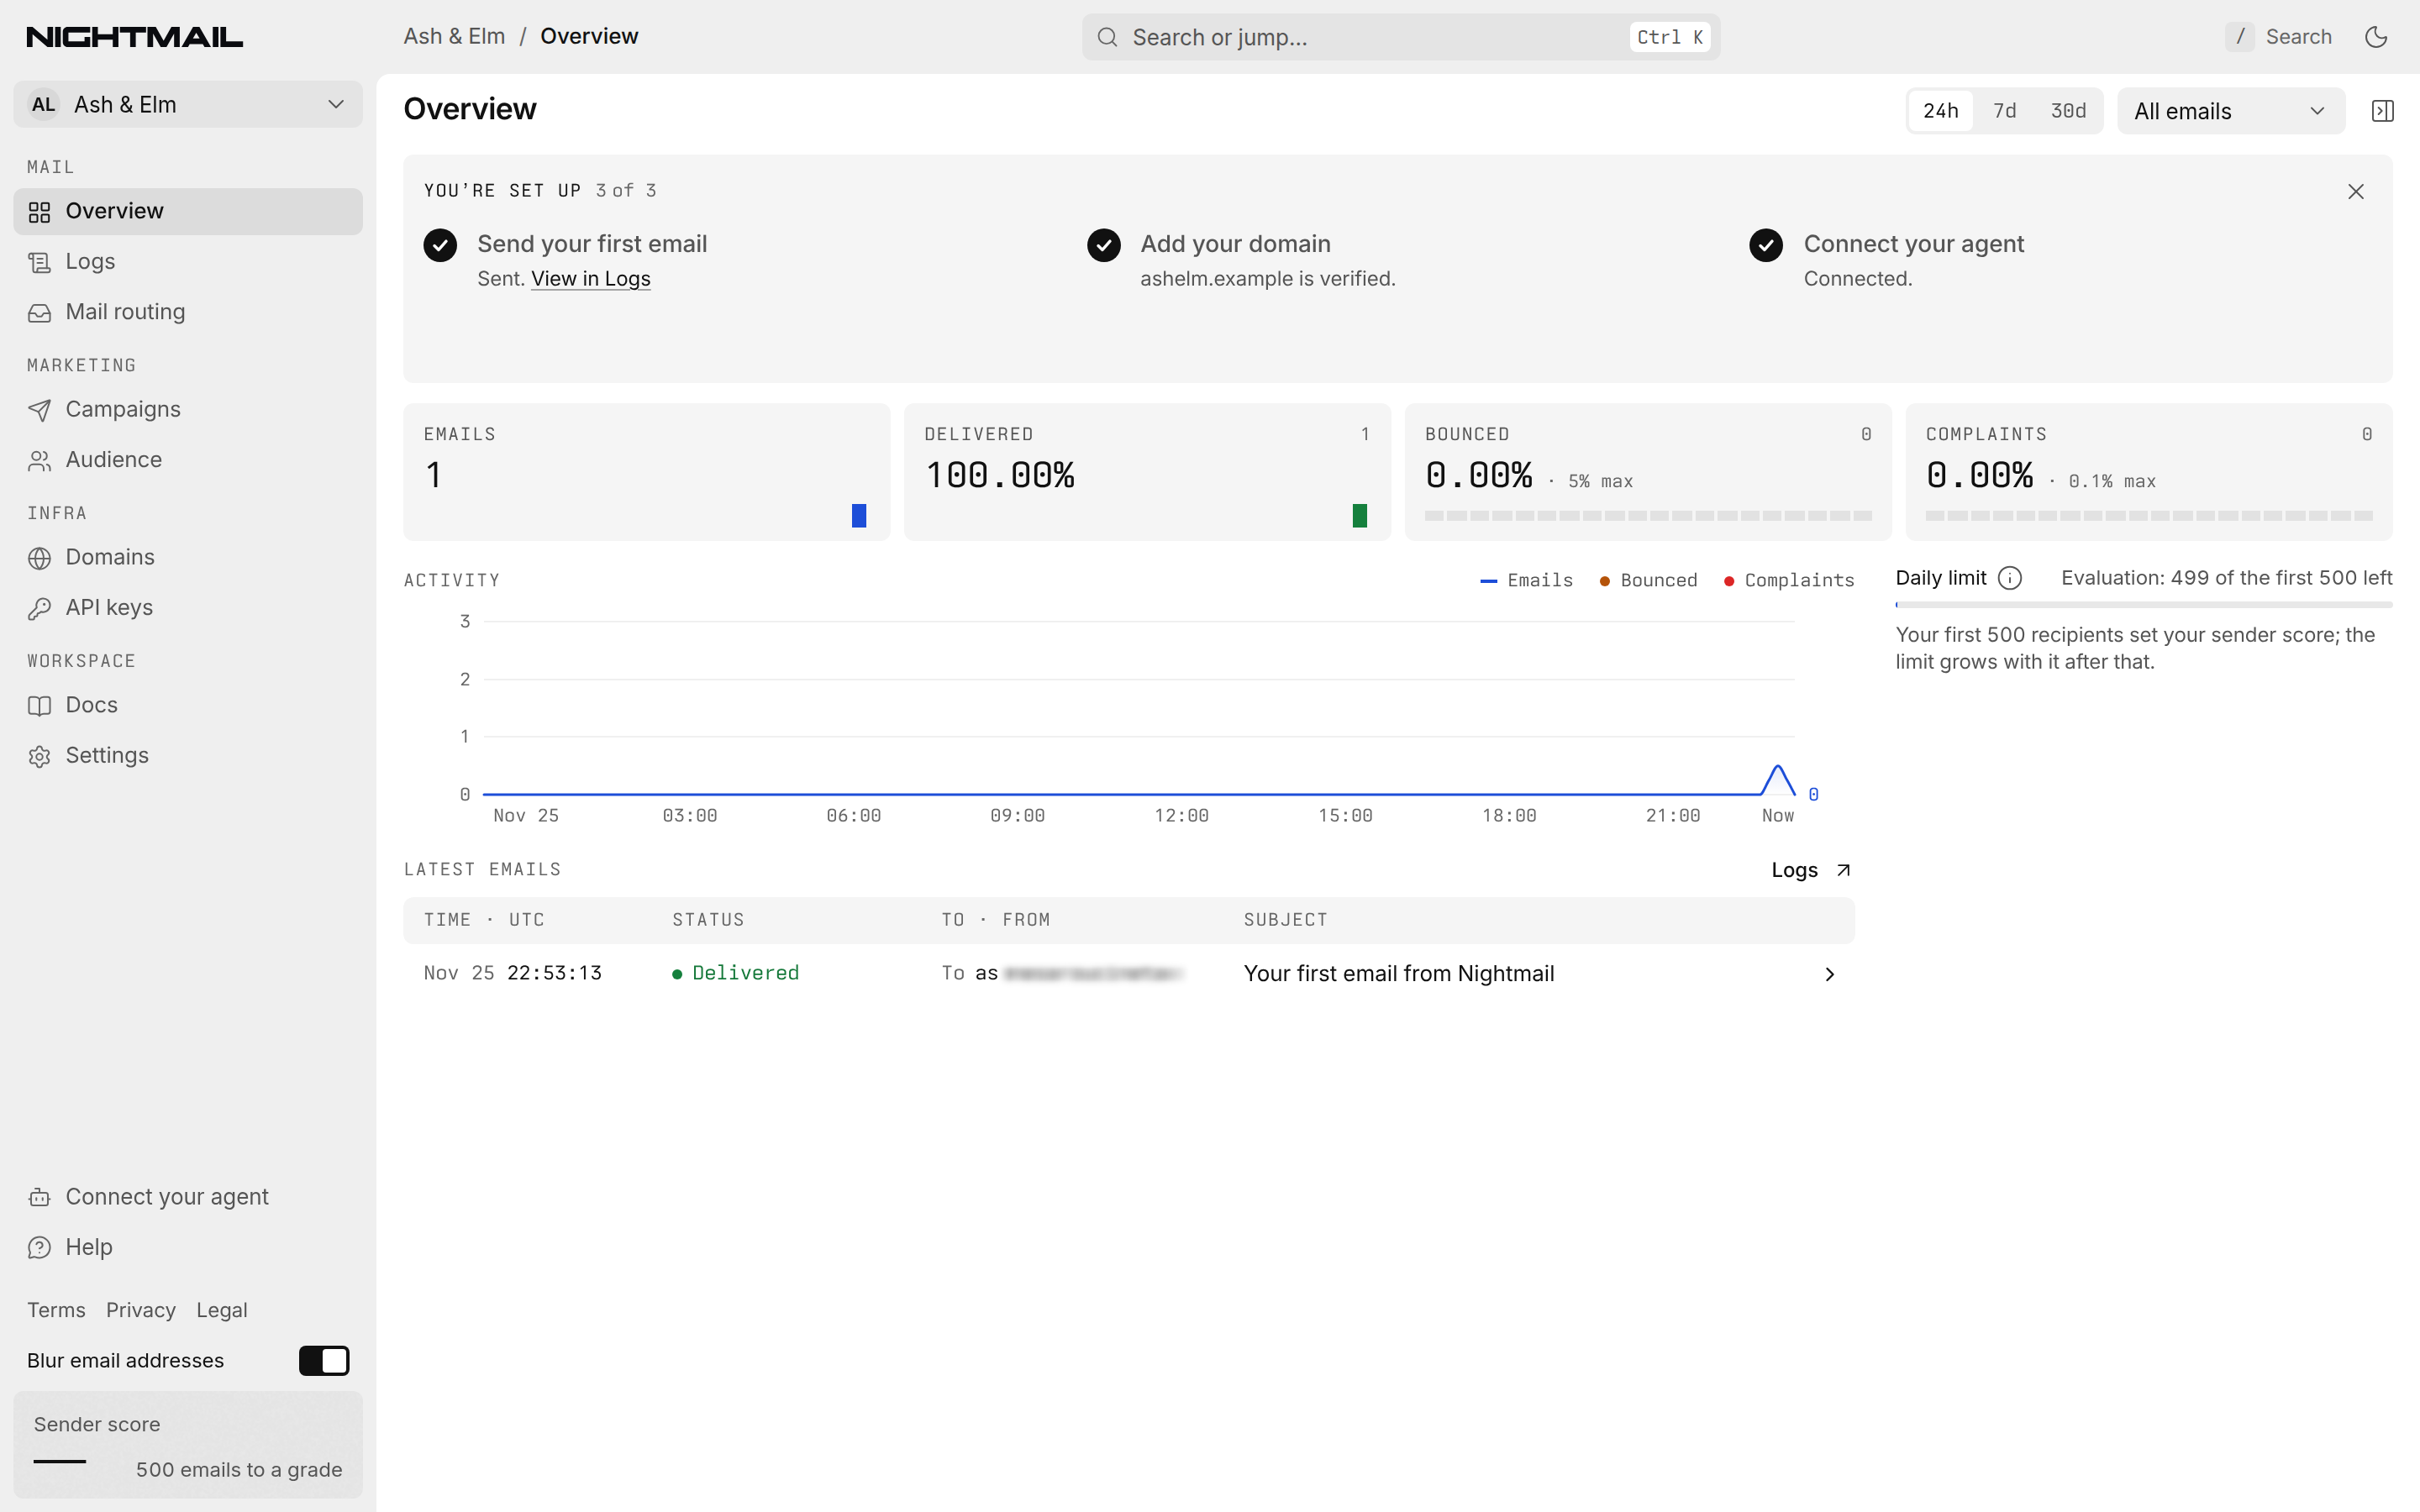 NIGHTMAIL
Ash & Elm / Overview
Search or jump...
Ctrl K
/ Search
AL Ash & Elm
MAIL
Overview
Logs
Mail routing
MARKETING
Campaigns
Audience
INFRA
Domains
API keys
WORKSPACE
Docs
Settings
Connect your agent
Help
Terms Privacy Legal
Blur email addresses
Sender score
500 emails to a grade
Overview
24h 7d 30d
All emails
YOU'RE SET UP 3 of 3
Send your first email
Sent. View in Logs
Add your domain
ashelm.example is verified.
Connect your agent
Connected.
EMAILS
1
DELIVERED 1
100.00%
BOUNCED 0
0.00% · 5% max
COMPLAINTS 0
0.00% · 0.1% max
ACTIVITY
Emails Bounced Complaints
3
2
1
0
0
Nov 25 03:00 06:00 09:00 12:00 15:00 18:00 21:00 Now
Daily limit Evaluation: 499 of the first 500 left
Your first 500 recipients set your sender score; the
limit grows with it after that.
LATEST EMAILS
Logs
TIME · UTC STATUS TO · FROM SUBJECT
Nov 25 22:53:13 Delivered To as Your first email from Nightmail